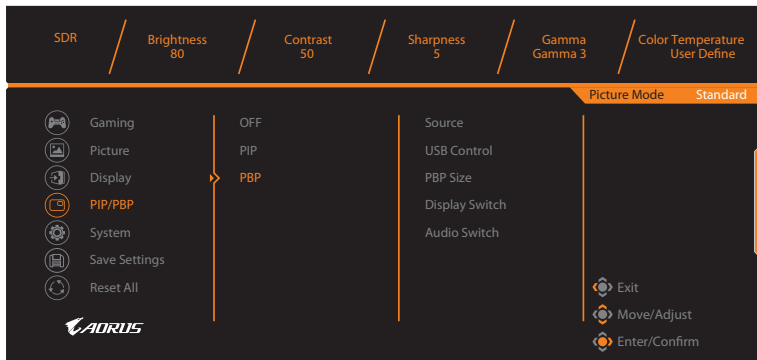 SDR
Brightness
80
Contrast
50
Sharpness
5
Gamma
Gamma 3
Color Temperature
User Define
Picture Mode Standard
Gaming
Picture
Display
PIP/PBP
System
Save Settings
Reset All
OFF
PIP
PBP
Source
USB Control
PBP Size
Display Switch
Audio Switch
Exit
Move/Adjust
Enter/Confirm
AORUS